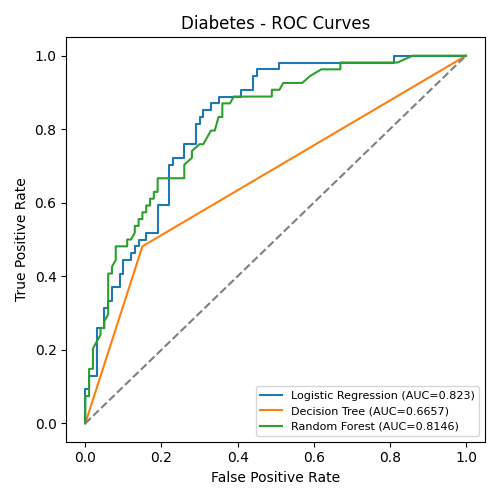 Diabetes - ROC Curves
1.0
0.8
0.6
0.4
0.2
0.0
True Positive Rate
Logistic Regression (AUC=0.823)
Decision Tree (AUC=0.6657)
Random Forest (AUC=0.8146)
0.0 0.2 0.4 0.6 0.8 1.0
False Positive Rate